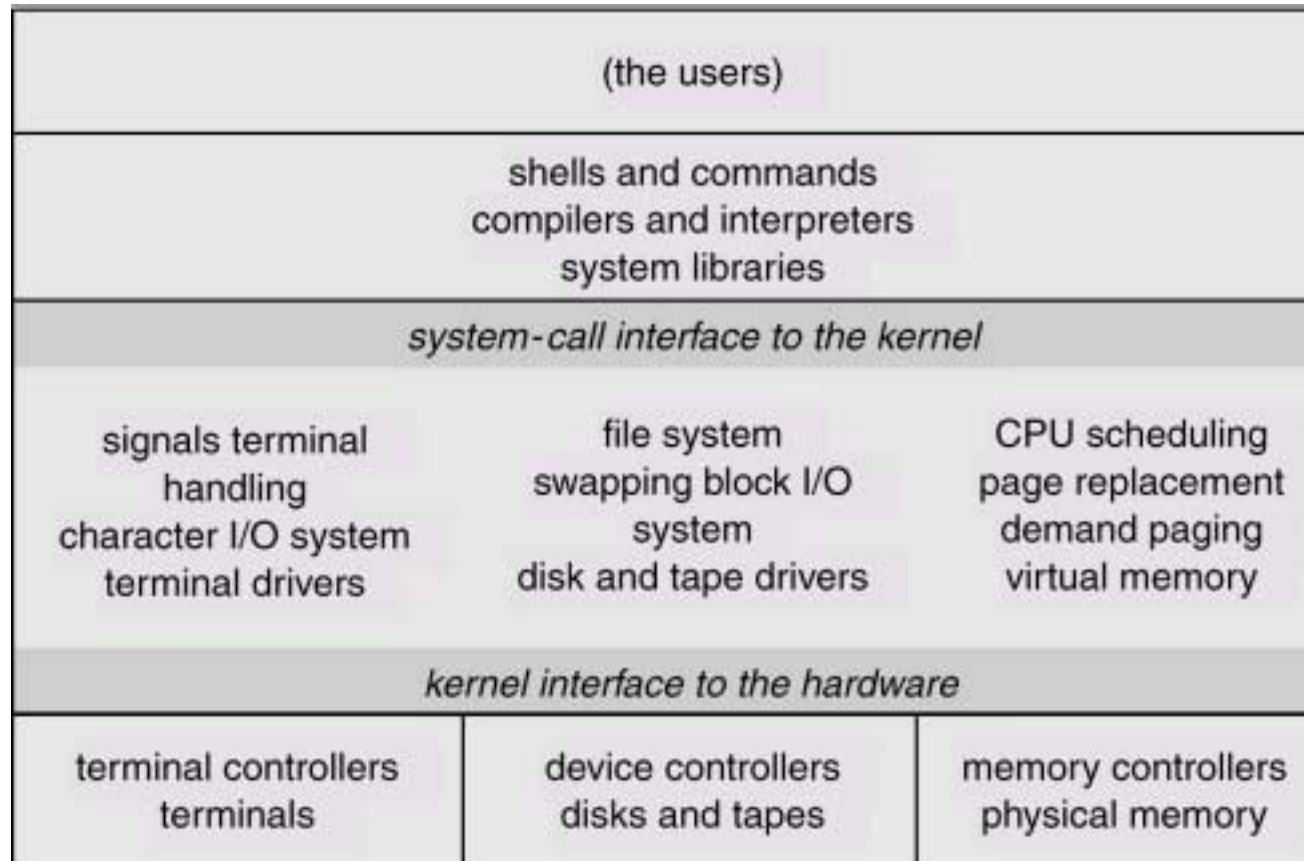 (the users)
shells and commands
compilers and interpreters
system libraries
system-call interface to the kernel
signals terminal
handling
character I/O system
terminal drivers
file system
swapping block I/O
system
disk and tape drivers
CPU scheduling
page replacement
demand paging
virtual memory
kernel interface to the hardware
terminal controllers
terminals
device controllers
disks and tapes
memory controllers
physical memory